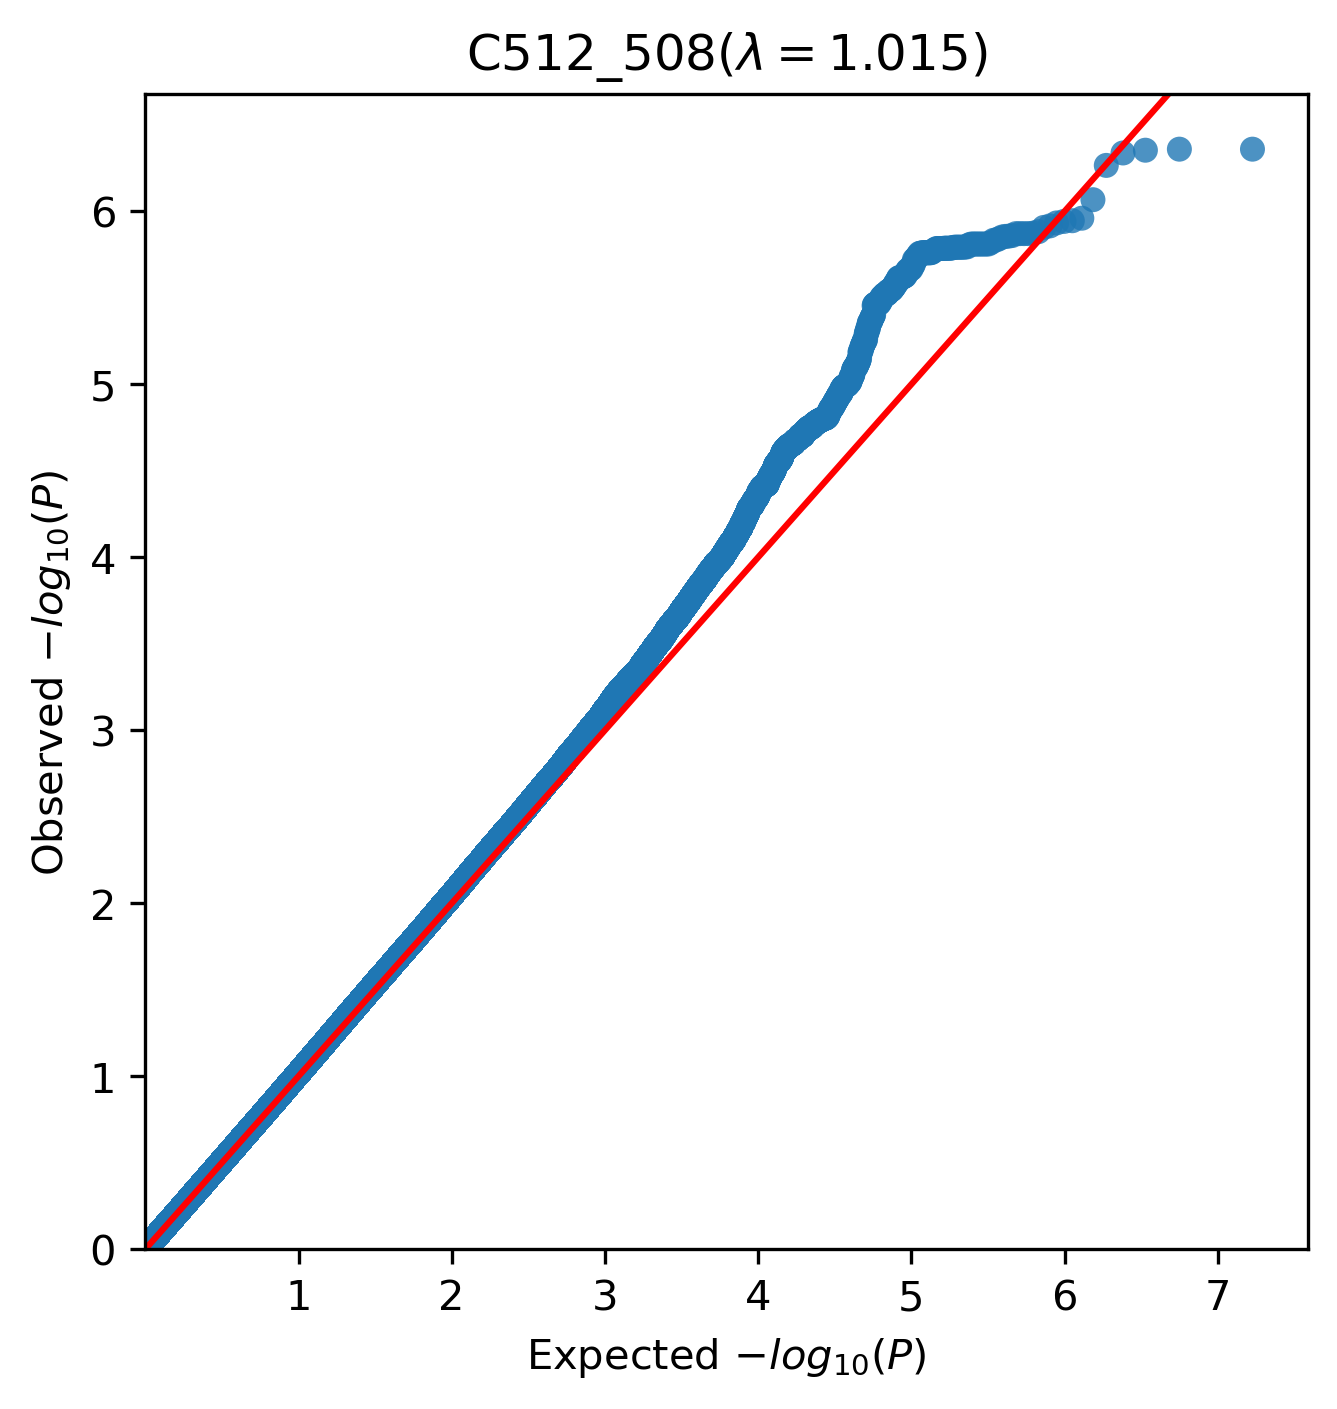 C512_508(λ = 1.015)
Observed −log10(P)
6
5
4
3
2
1
0
1 2 3 4 5 6 7
Expected −log10(P)